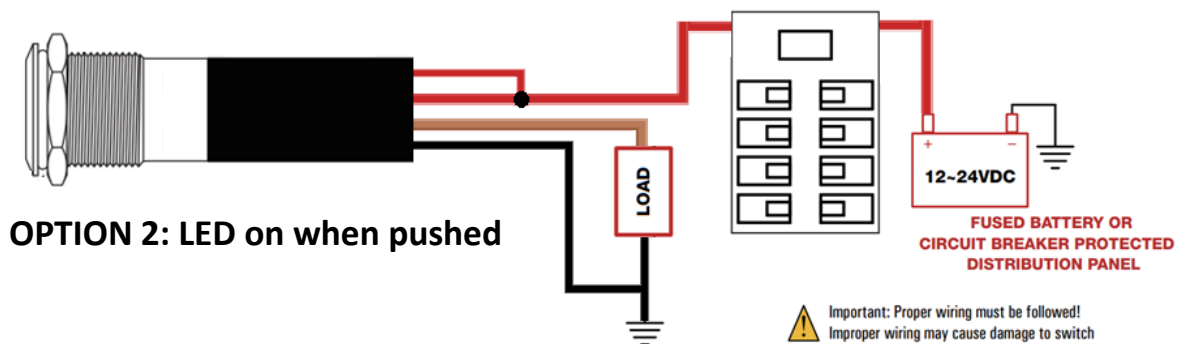 LOAD
+ −
12~24VDC
OPTION 2: LED on when pushed
FUSED BATTERY OR
CIRCUIT BREAKER PROTECTED
DISTRIBUTION PANEL
! Important: Proper wiring must be followed!
Improper wiring may cause damage to switch